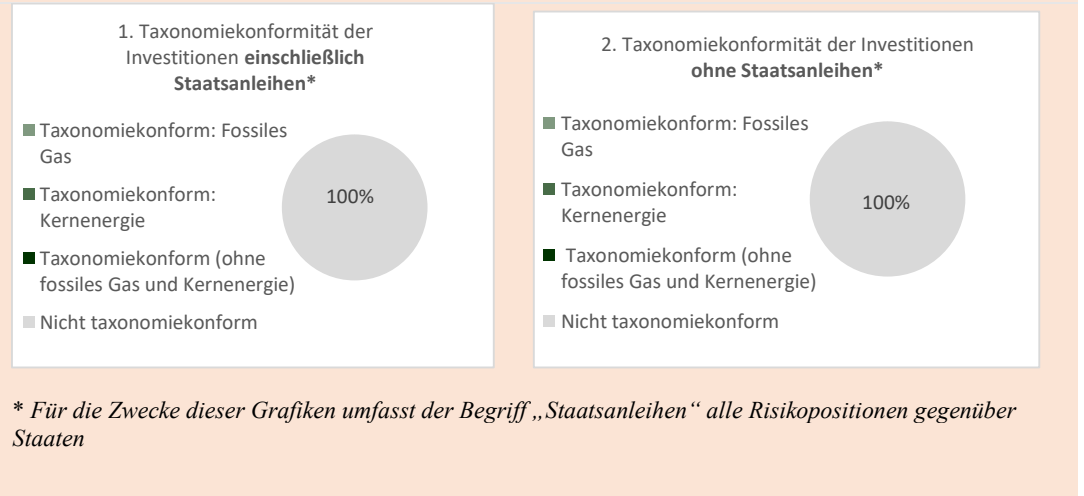 1. Taxonomiekonformität der
Investitionen einschließlich
Staatsanleihen*
Taxonomiekonform: Fossiles
Gas
Taxonomiekonform:
Kernenergie
Taxonomiekonform (ohne
fossiles Gas und Kernenergie)
Nicht taxonomiekonform
100%
2. Taxonomiekonformität der Investitionen
ohne Staatsanleihen*
Taxonomiekonform: Fossiles
Gas
Taxonomiekonform:
Kernenergie
Taxonomiekonform (ohne
fossiles Gas und Kernenergie)
Nicht taxonomiekonform
100%
* Für die Zwecke dieser Grafiken umfasst der Begriff „Staatsanleihen“ alle Risikopositionen gegenüber
Staaten